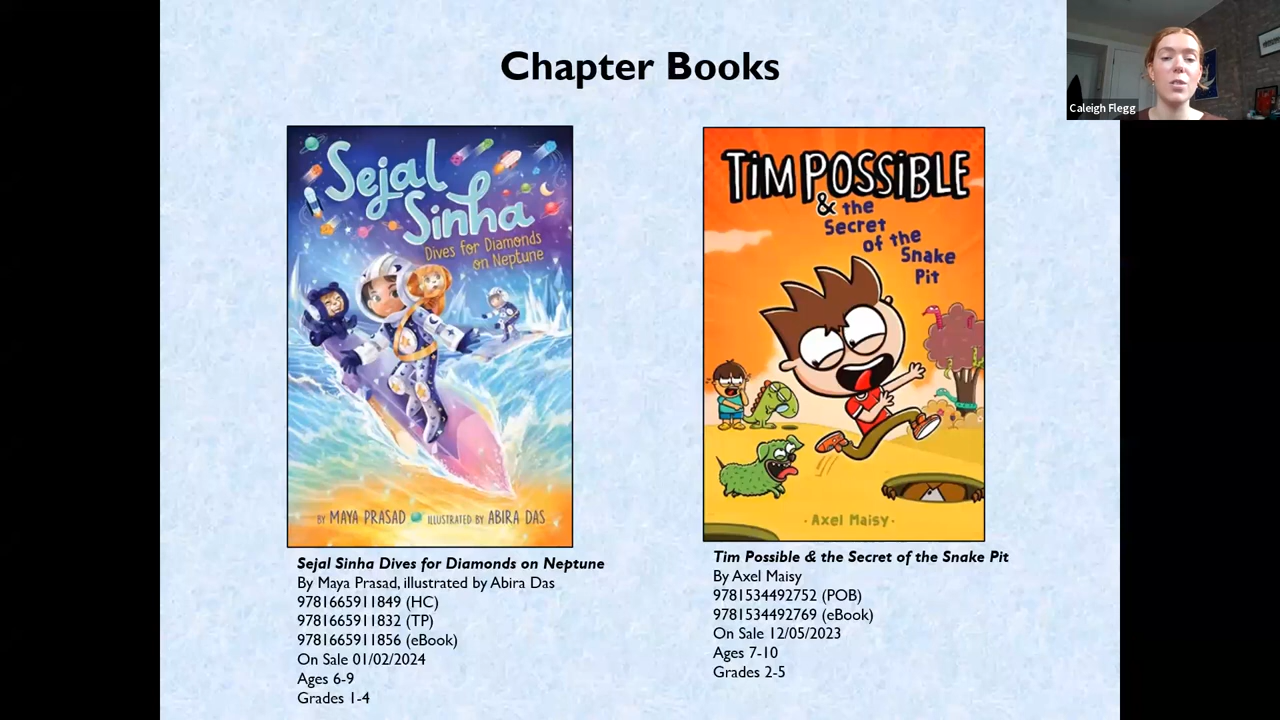 Chapter Books
Caleigh Flegg
Sejal
Sinha
Dives for Diamonds
on Neptune
BY MAYA PRASAD ILLUSTRATED BY ABIRA DAS
Sejal Sinha Dives for Diamonds on Neptune
By Maya Prasad, illustrated by Abira Das
9781665911849 (HC)
9781665911832 (TP)
9781665911856 (eBook)
On Sale 01/02/2024
Ages 6-9
Grades 1-4
TiM POSSiBLE
& the
Secret
of the
Snake
Pit
· Axel Maisy ·
Tim Possible & the Secret of the Snake Pit
By Axel Maisy
9781534492752 (POB)
9781534492769 (eBook)
On Sale 12/05/2023
Ages 7-10
Grades 2-5